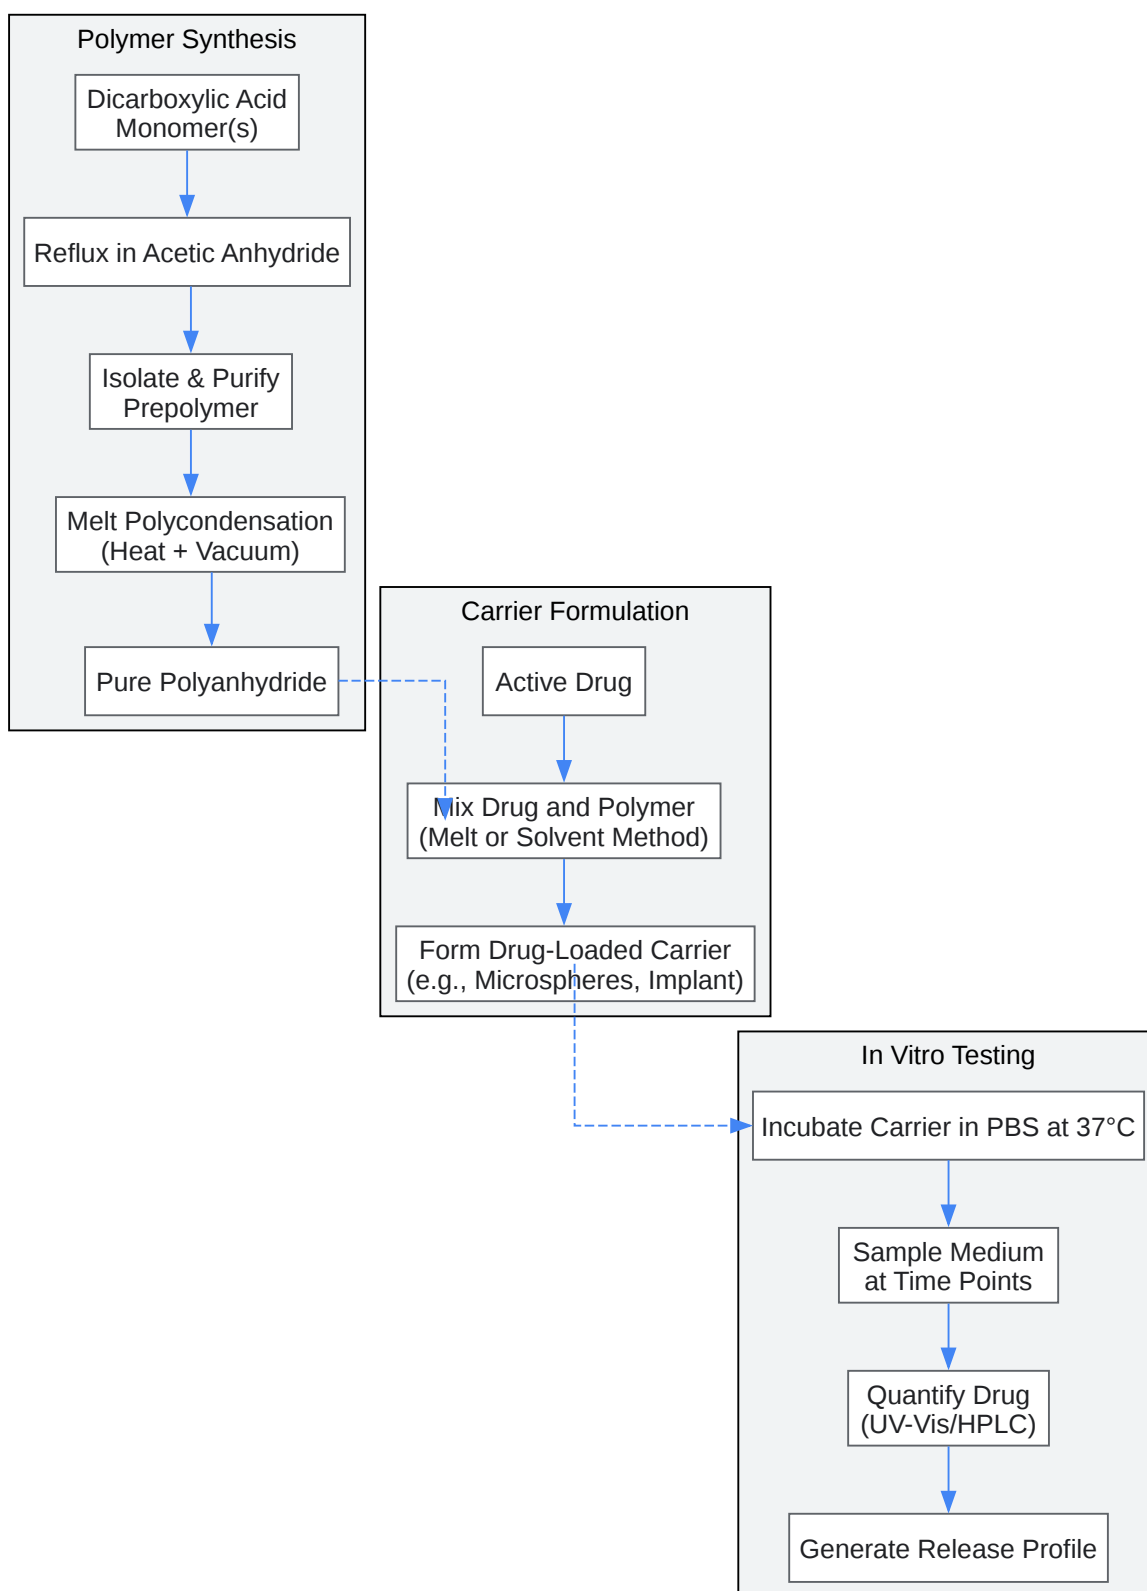 Polymer Synthesis
Dicarboxylic Acid
Monomer(s)
Reflux in Acetic Anhydride
Isolate & Purify
Prepolymer
Melt Polycondensation
(Heat + Vacuum)
Pure Polyanhydride
Carrier Formulation
Active Drug
Mix Drug and Polymer
(Melt or Solvent Method)
Form Drug-Loaded Carrier
(e.g., Microspheres, Implant)
In Vitro Testing
Incubate Carrier in PBS at 37°C
Sample Medium
at Time Points
Quantify Drug
(UV-Vis/HPLC)
Generate Release Profile